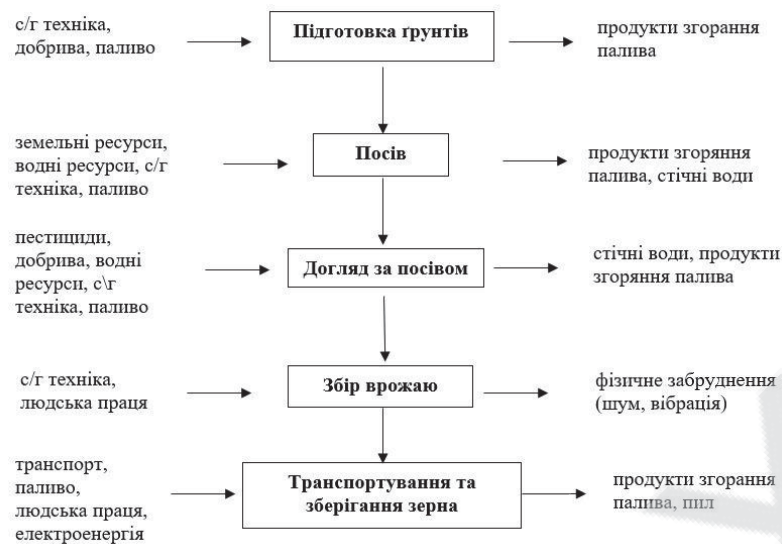 с/г техніка,
добрива, паливо
Підготовка ґрунтів
продукти згорання
палива
земельні ресурси,
водні ресурси, с/г
техніка, паливо
Посів
продукти згоряння
палива, стічні води
пестициди,
добрива, водні
ресурси, с\г
техніка, паливо
Догляд за посівом
стічні води, продукти
згоряння палива
с/г техніка,
людська праця
Збір врожаю
фізичне забруднення
(шум, вібрація)
транспорт,
паливо,
людська праця,
електроенергія
Транспортування та
зберігання зерна
продукти згорання
палива, пил